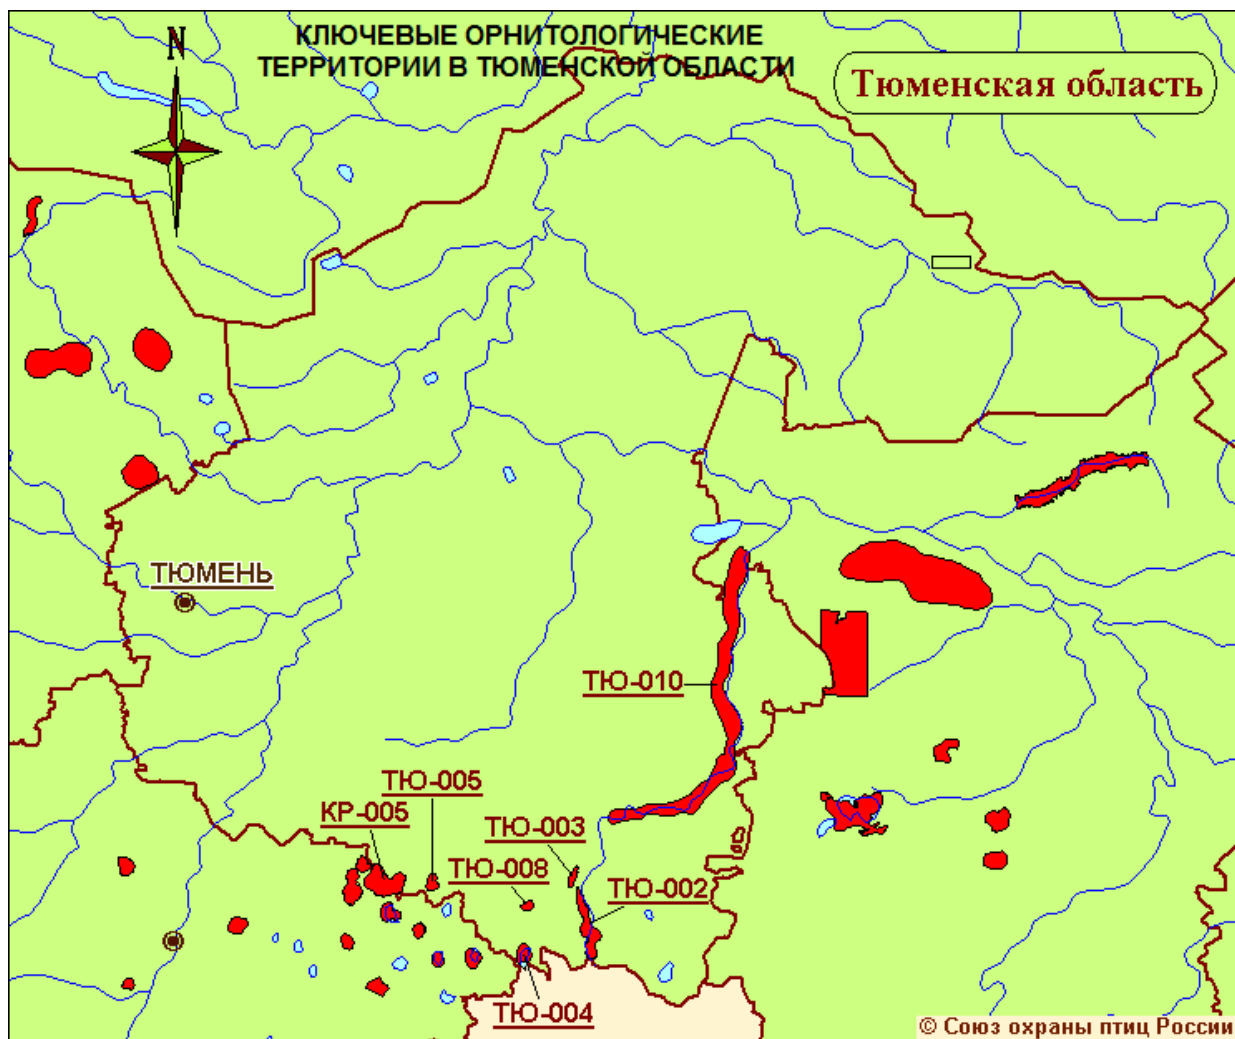 КЛЮЧЕВЫЕ ОРНИТОЛОГИЧЕСКИЕ
ТЕРРИТОРИИ В ТЮМЕНСКОЙ ОБЛАСТИ
N
Тюменская область
ТЮМЕНЬ
ТЮ-010
ТЮ-005
КР-005
ТЮ-003
ТЮ-008
ТЮ-002
ТЮ-004
© Союз охраны птиц России